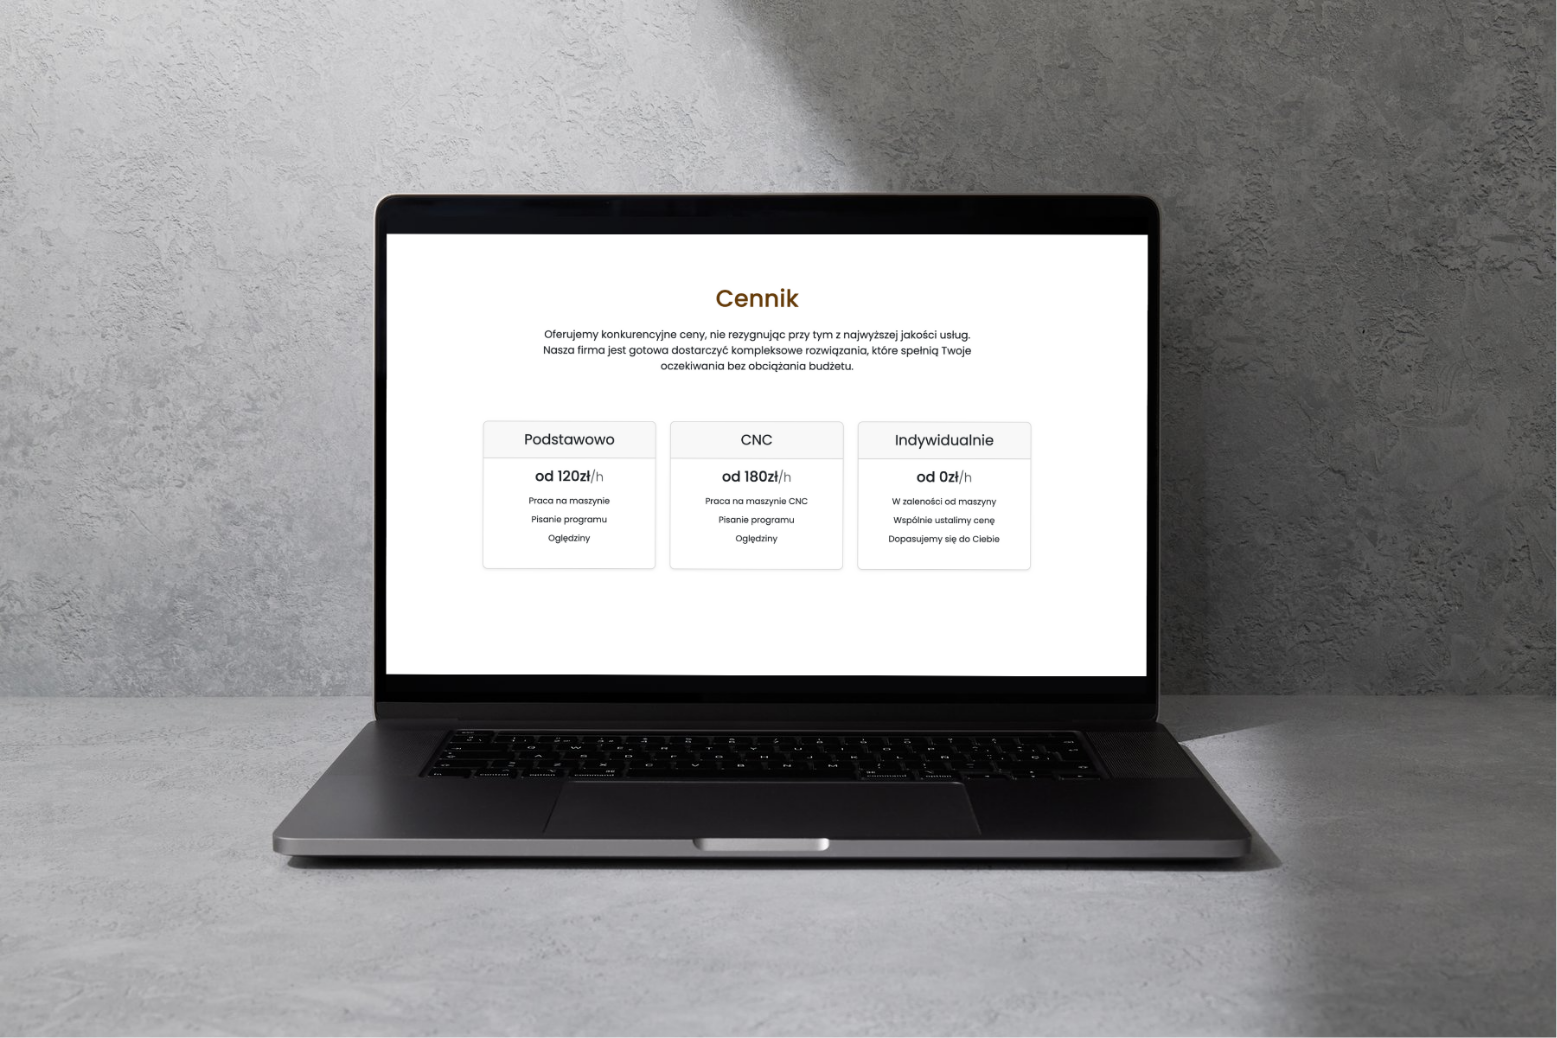 Cennik
Oferujemy konkurencyjne ceny, nie rezygnując przy tym z najwyższej jakości usług.
Nasza firma jest gotowa dostarczyć kompleksowe rozwiązania, które spełnią Twoje
oczekiwania bez obciążania budżetu.
Podstawowo
od 120zł/h
Praca na maszynie
Pisanie programu
Oględziny
CNC
od 180zł/h
Praca na maszynie CNC
Pisanie programu
Oględziny
Indywidualnie
od 0zł/h
W zaleności od maszyny
Wspólnie ustalimy cenę
Dopasujemy się do Ciebie